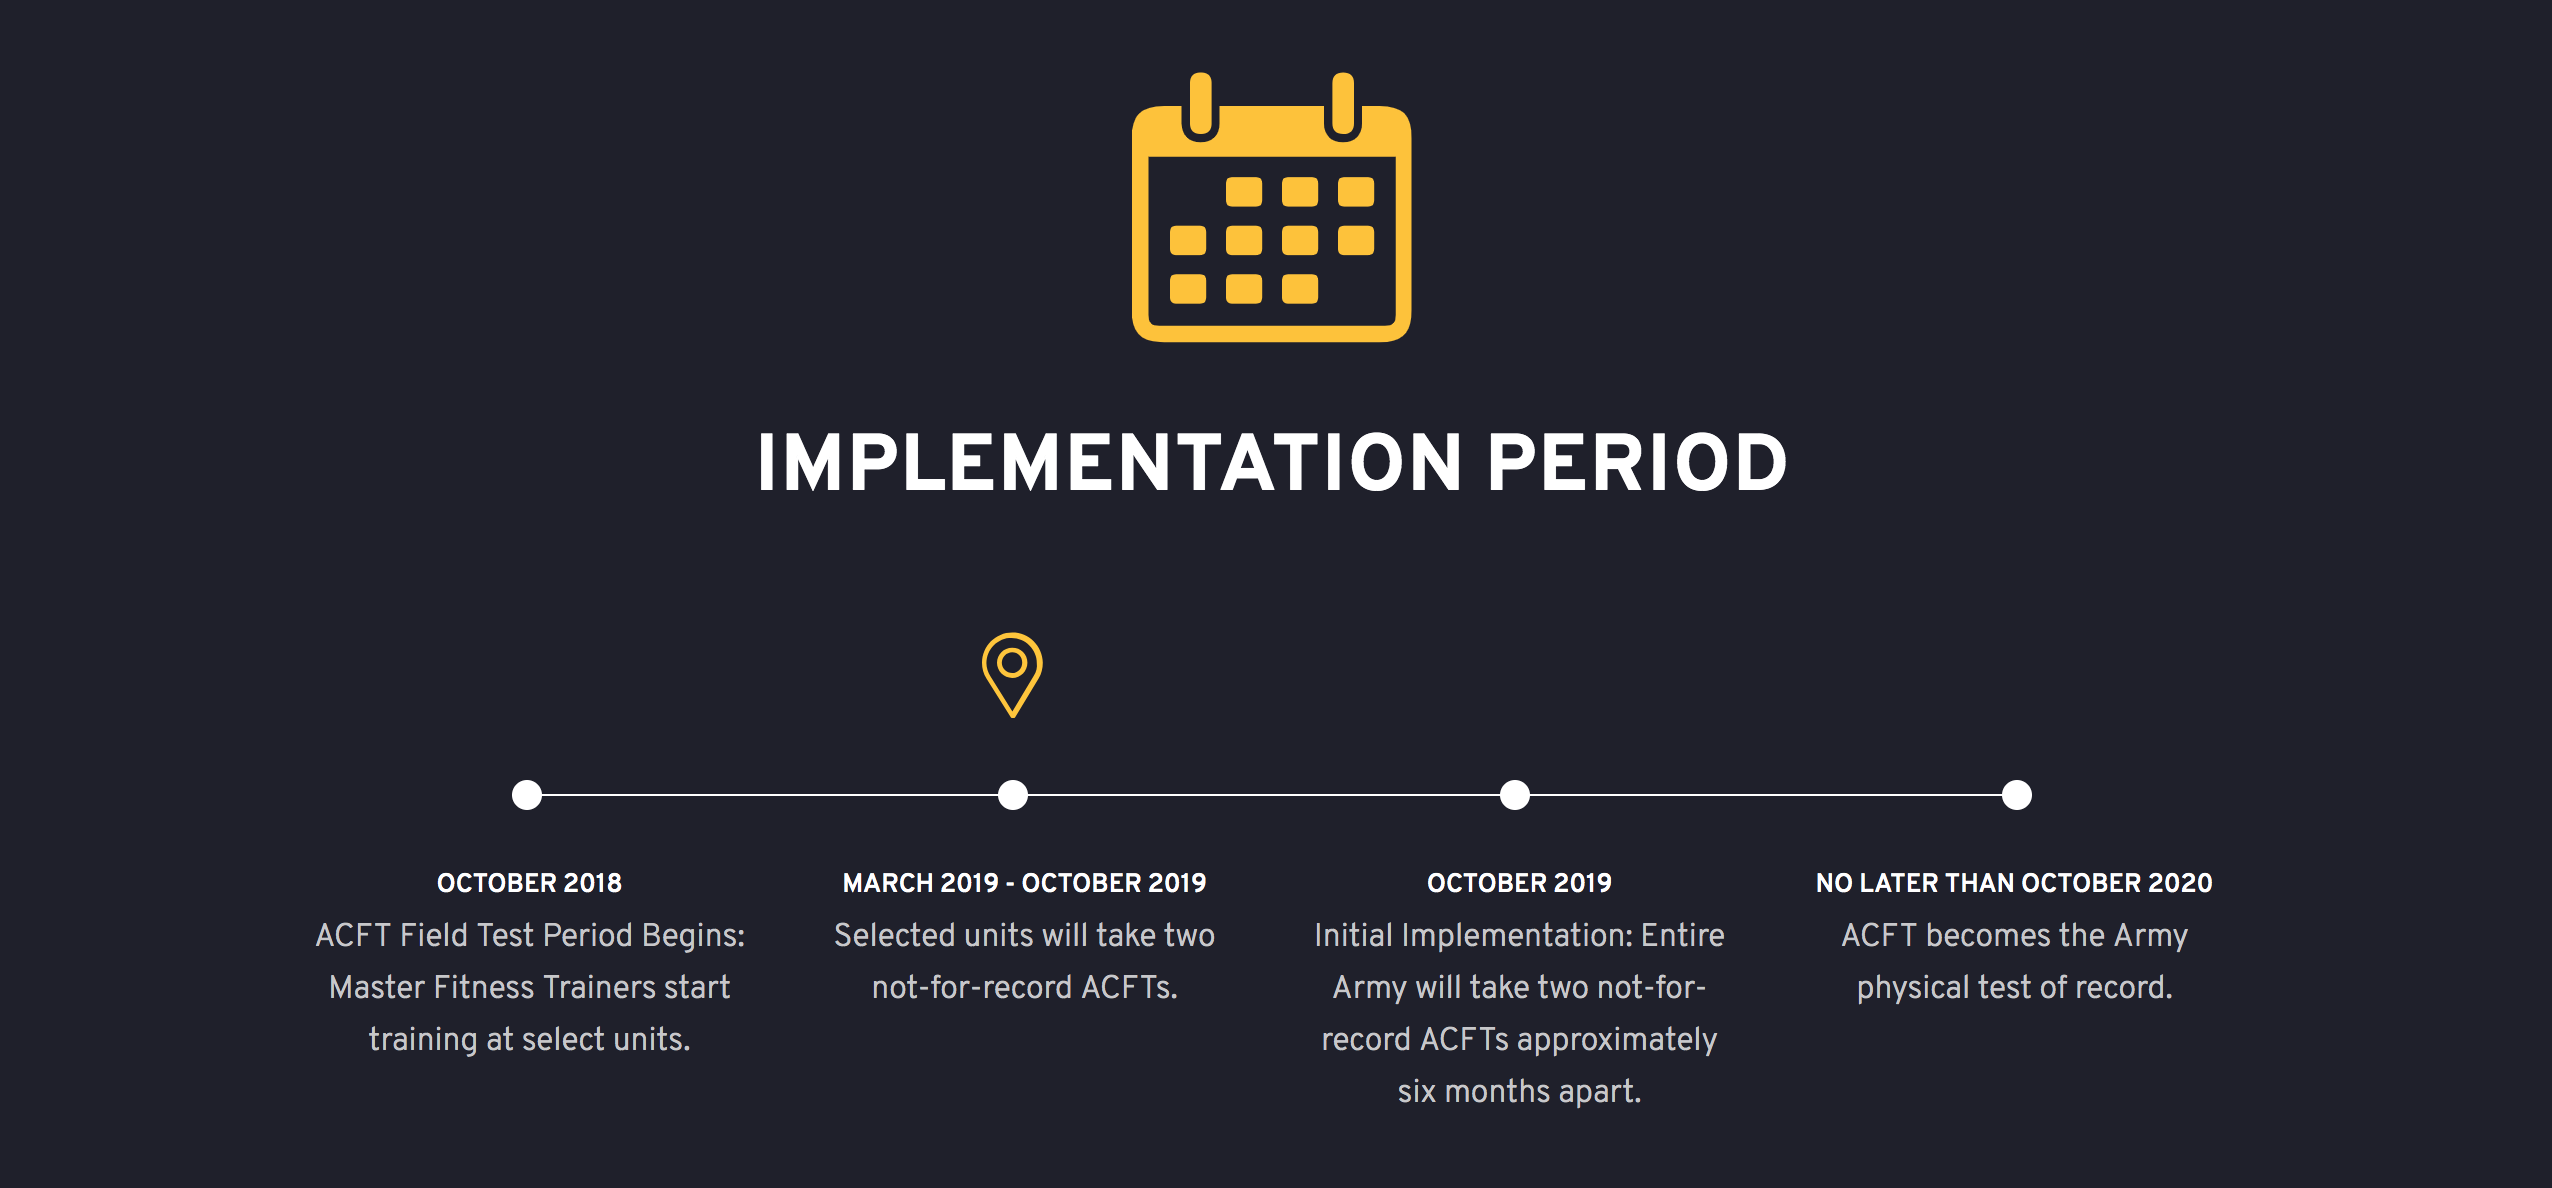 IMPLEMENTATION PERIOD
OCTOBER 2018
ACFT Field Test Period Begins:
Master Fitness Trainers start
training at select units.
MARCH 2019 - OCTOBER 2019
Selected units will take two
not-for-record ACFTs.
OCTOBER 2019
Initial Implementation: Entire
Army will take two not-for-
record ACFTs approximately
six months apart.
NO LATER THAN OCTOBER 2020
ACFT becomes the Army
physical test of record.